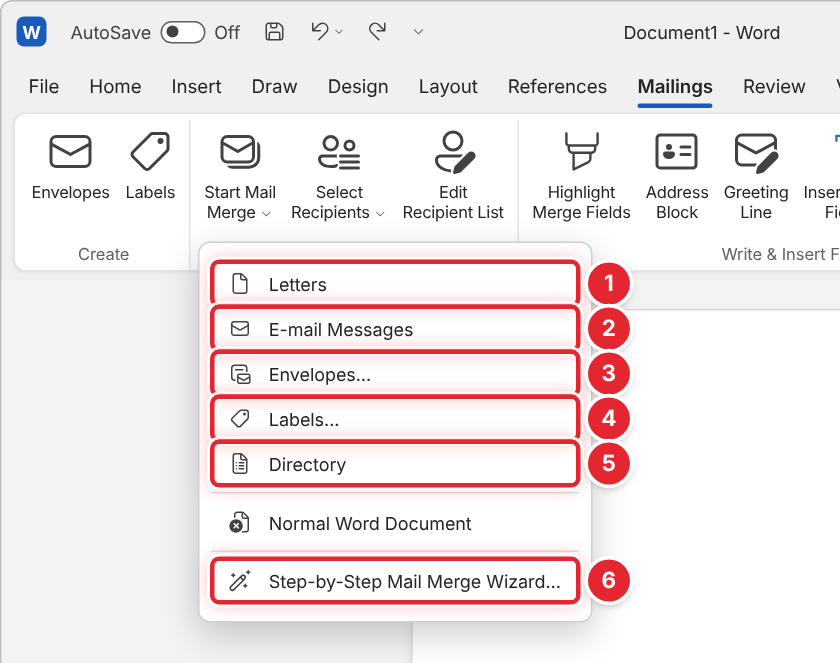 W AutoSave Off Document1 - Word
File Home Insert Draw Design Layout References Mailings Review
Envelopes Labels Start Mail Merge Select Recipients Edit Recipient List Highlight Merge Fields Address Block Greeting Line
Create Write & Insert F
Letters 1
E-mail Messages 2
Envelopes... 3
Labels... 4
Directory 5
Normal Word Document
Step-by-Step Mail Merge Wizard... 6